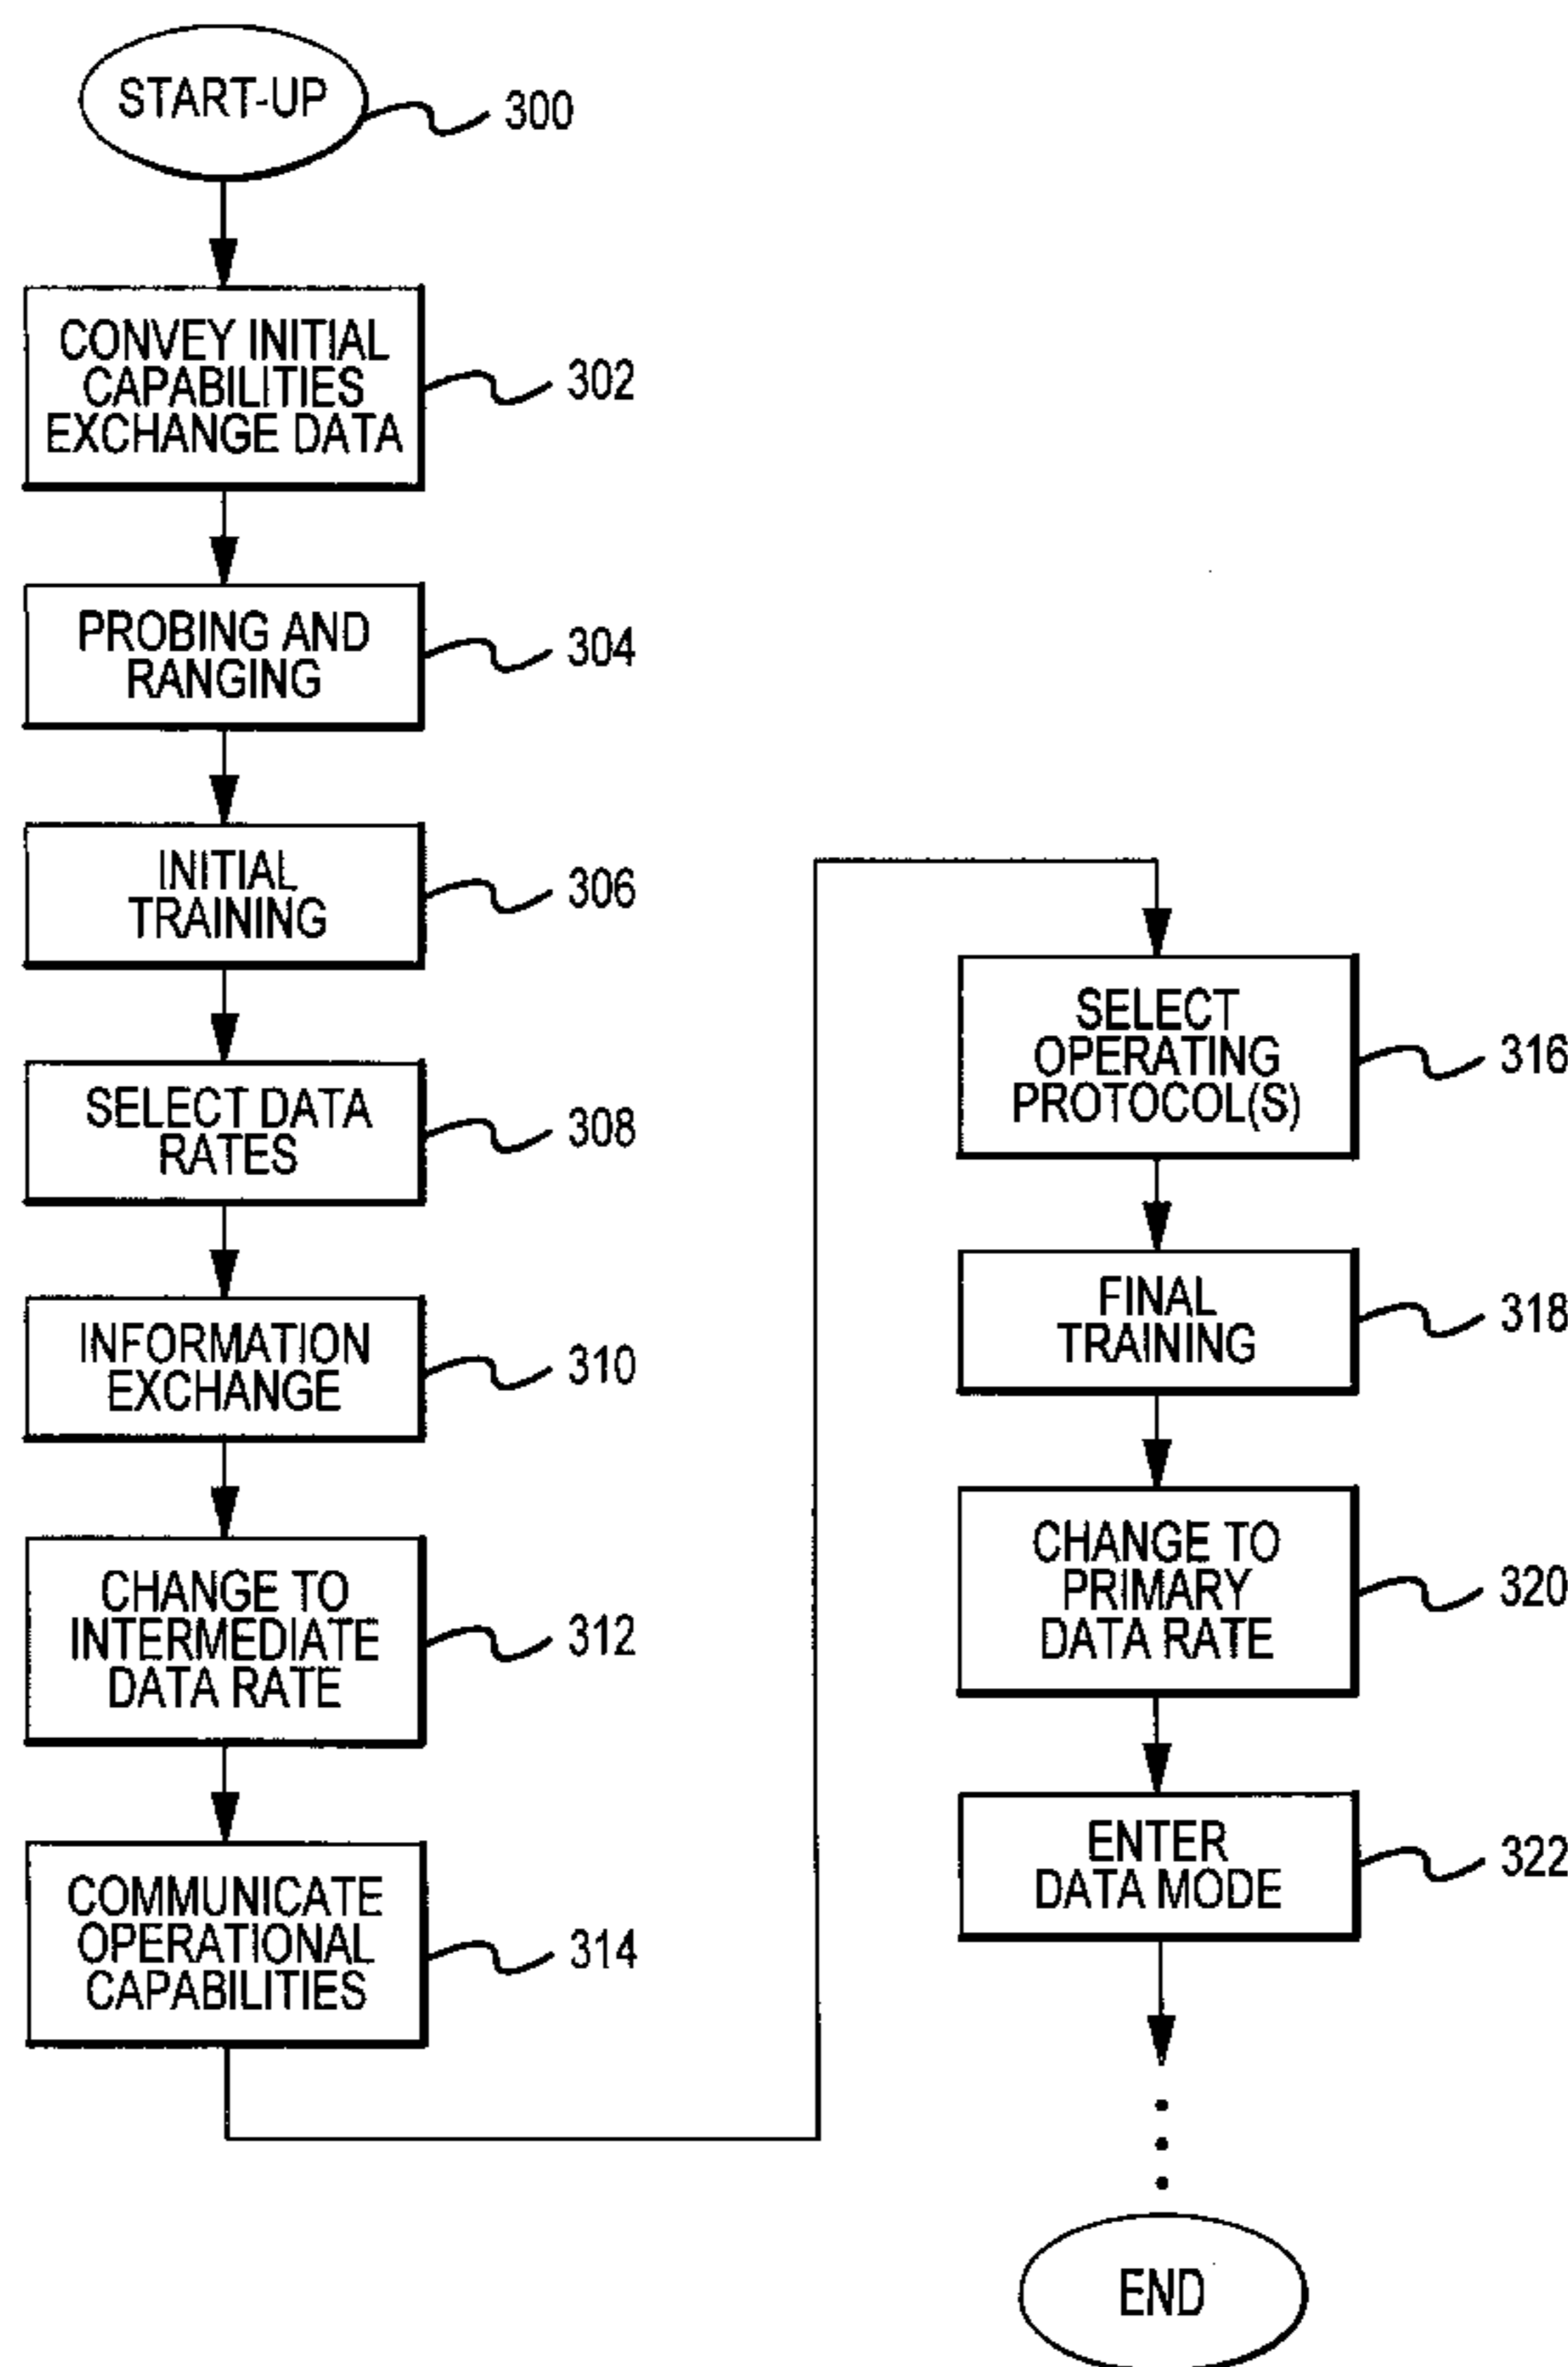 START-UP
300
CONVEY INITIAL
CAPABILITIES
EXCHANGE DATA
302
PROBING AND
RANGING
304
INITIAL
TRAINING
306
SELECT DATA
RATES
308
INFORMATION
EXCHANGE
310
CHANGE TO
INTERMEDIATE
DATA RATE
312
COMMUNICATE
OPERATIONAL
CAPABILITIES
314
SELECT
OPERATING
PROTOCOL(S)
316
FINAL
TRAINING
318
CHANGE TO
PRIMARY
DATA RATE
320
ENTER
DATA MODE
322
END